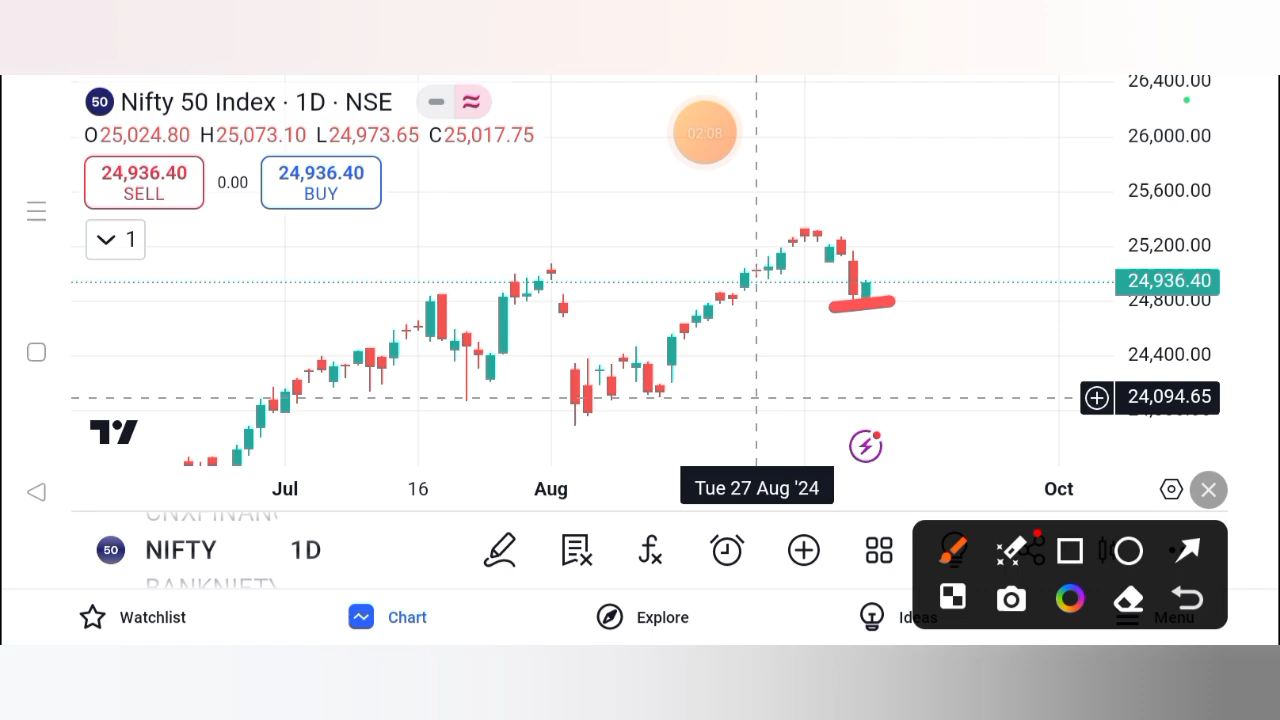 26,400.00
50 Nifty 50 Index · 1D · NSE
O25,024.80 H25,073.10 L24,973.65 C25,017.75
02:08
26,000.00
24,936.40
SELL
0.00
24,936.40
BUY
25,600.00
1
25,200.00
24,936.40
24,800.00
24,400.00
24,094.65
Jul
16
Aug
Tue 27 Aug '24
Oct
50 NIFTY 1D
BANKNIFTY
Watchlist
Chart
Explore
Ideas
Menu